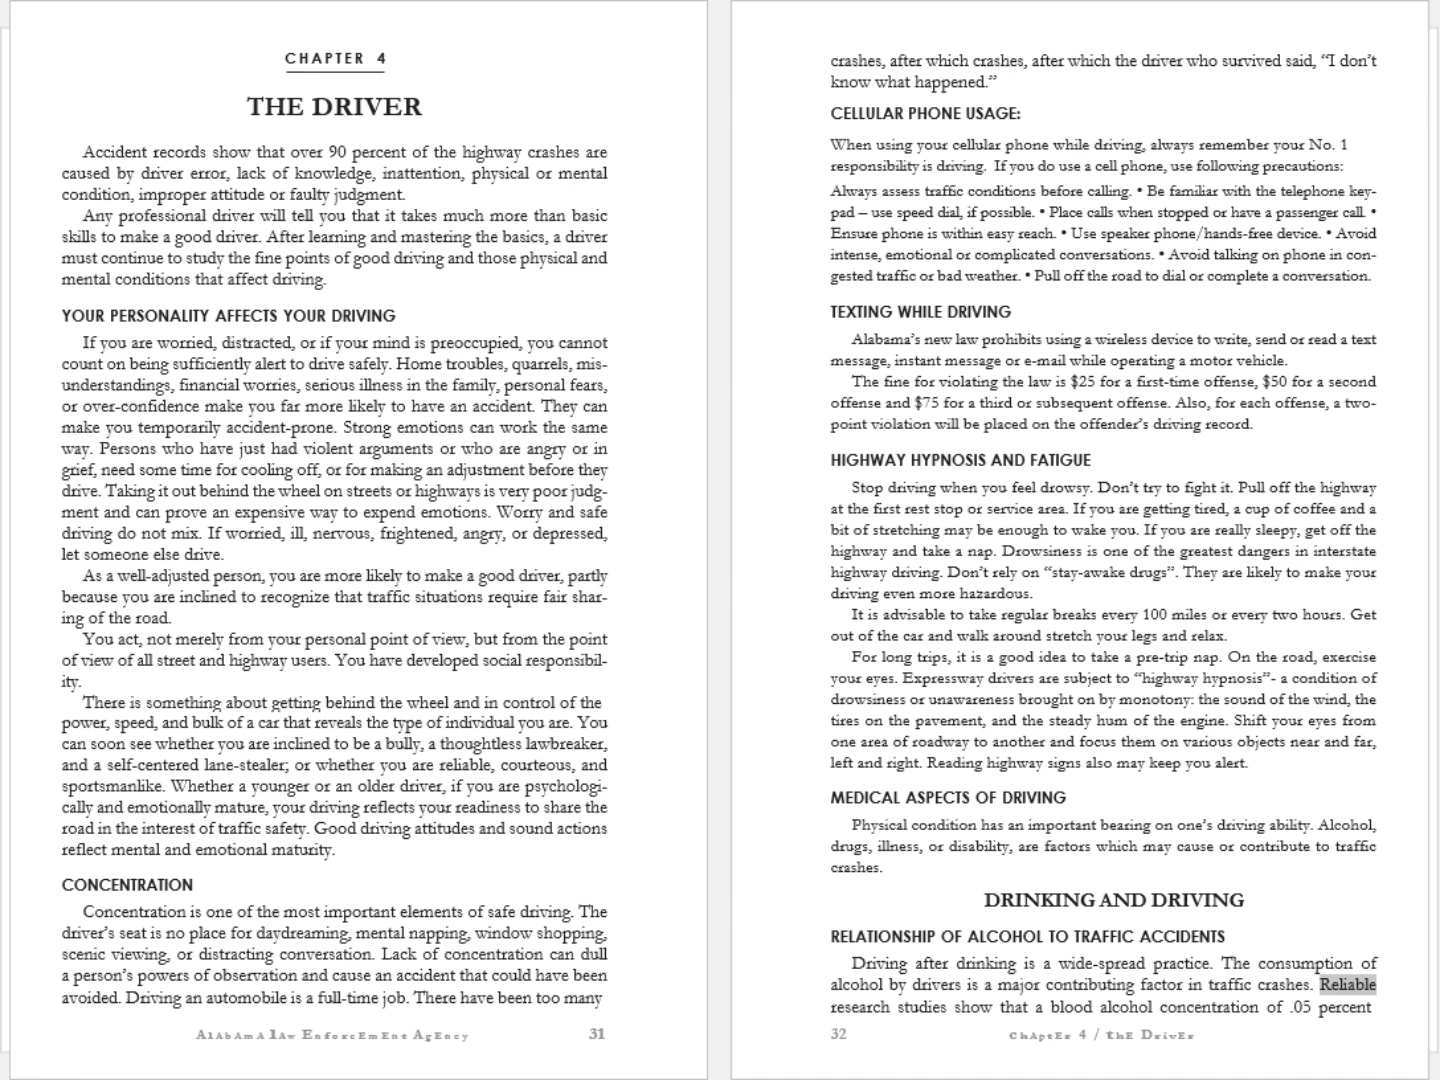 CHAPTER 4
THE DRIVER
Accident records show that over 90 percent of the highway crashes are
caused by driver error, lack of knowledge, inattention, physical or mental
condition, improper attitude or faulty judgment.
Any professional driver will tell you that it takes much more than basic
skills to make a good driver. After learning and mastering the basics, a driver
must continue to study the fine points of good driving and those physical and
mental conditions that affect driving.
YOUR PERSONALITY AFFECTS YOUR DRIVING
If you are worried, distracted, or if your mind is preoccupied, you cannot
count on being sufficiently alert to drive safely. Home troubles, quarrels, mis-
understandings, financial worries, serious illness in the family, personal fears,
or over-confidence make you far more likely to have an accident. They can
make you temporarily accident-prone. Strong emotions can work the same
way. Persons who have just had violent arguments or who are angry or in
grief, need some time for cooling off, or for making an adjustment before they
drive. Taking it out behind the wheel on streets or highways is very poor judg-
ment and can prove an expensive way to expend emotions. Worry and safe
driving do not mix. If worried, ill, nervous, frightened, angry, or depressed,
let someone else drive.
As a well-adjusted person, you are more likely to make a good driver, partly
because you are inclined to recognize that traffic situations require fair shar-
ing of the road.
You act, not merely from your personal point of view, but from the point
of view of all street and highway users. You have developed social responsibil-
ity.
There is something about getting behind the wheel and in control of the
power, speed, and bulk of a car that reveals the type of individual you are. You
can soon see whether you are inclined to be a bully, a thoughtless lawbreaker,
and a self-centered lane-stealer; or whether you are reliable, courteous, and
sportsmanlike. Whether a younger or an older driver, if you are psychologi-
cally and emotionally mature, your driving reflects your readiness to share the
road in the interest of traffic safety. Good driving attitudes and sound actions
reflect mental and emotional maturity.
CONCENTRATION
Concentration is one of the most important elements of safe driving. The
driver's seat is no place for daydreaming, mental napping, window shopping,
scenic viewing, or distracting conversation. Lack of concentration can dull
a person's powers of observation and cause an accident that could have been
avoided. Driving an automobile is a full-time job. There have been too many
AlAbAmA lAw EnforcEmEnt AgEncy 31
crashes, after which crashes, after which the driver who survived said, “I don't
know what happened.”
CELLULAR PHONE USAGE:
When using your cellular phone while driving, always remember your No. 1
responsibility is driving. If you do use a cell phone, use following precautions:
Always assess traffic conditions before calling. • Be familiar with the telephone key-
pad – use speed dial, if possible. • Place calls when stopped or have a passenger call. •
Ensure phone is within easy reach. • Use speaker phone/hands-free device. • Avoid
intense, emotional or complicated conversations. • Avoid talking on phone in con-
gested traffic or bad weather. • Pull off the road to dial or complete a conversation.
TEXTING WHILE DRIVING
Alabama's new law prohibits using a wireless device to write, send or read a text
message, instant message or e-mail while operating a motor vehicle.
The fine for violating the law is $25 for a first-time offense, $50 for a second
offense and $75 for a third or subsequent offense. Also, for each offense, a two-
point violation will be placed on the offender's driving record.
HIGHWAY HYPNOSIS AND FATIGUE
Stop driving when you feel drowsy. Don't try to fight it. Pull off the highway
at the first rest stop or service area. If you are getting tired, a cup of coffee and a
bit of stretching may be enough to wake you. If you are really sleepy, get off the
highway and take a nap. Drowsiness is one of the greatest dangers in interstate
highway driving. Don't rely on “stay-awake drugs”. They are likely to make your
driving even more hazardous.
It is advisable to take regular breaks every 100 miles or every two hours. Get
out of the car and walk around stretch your legs and relax.
For long trips, it is a good idea to take a pre-trip nap. On the road, exercise
your eyes. Expressway drivers are subject to “highway hypnosis”- a condition of
drowsiness or unawareness brought on by monotony: the sound of the wind, the
tires on the pavement, and the steady hum of the engine. Shift your eyes from
one area of roadway to another and focus them on various objects near and far,
left and right. Reading highway signs also may keep you alert.
MEDICAL ASPECTS OF DRIVING
Physical condition has an important bearing on one's driving ability. Alcohol,
drugs, illness, or disability, are factors which may cause or contribute to traffic
crashes.
DRINKING AND DRIVING
RELATIONSHIP OF ALCOHOL TO TRAFFIC ACCIDENTS
Driving after drinking is a wide-spread practice. The consumption of
alcohol by drivers is a major contributing factor in traffic crashes. Reliable
research studies show that a blood alcohol concentration of .05 percent
32 chAptEr 4 / thE DrivEr